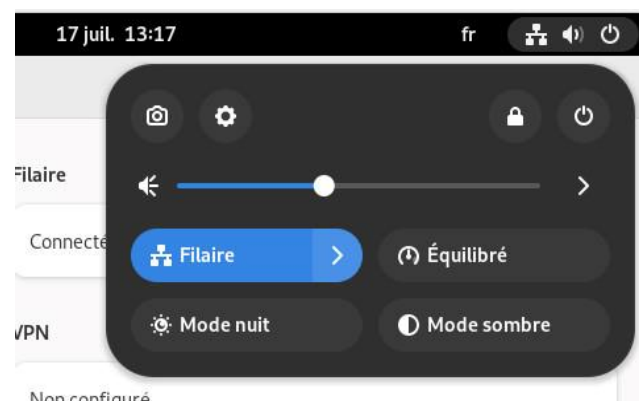 17 juil. 13:17
fr
Filaire
Connecté
Filaire
Équilibré
Mode nuit
Mode sombre
VPN
Non configuré